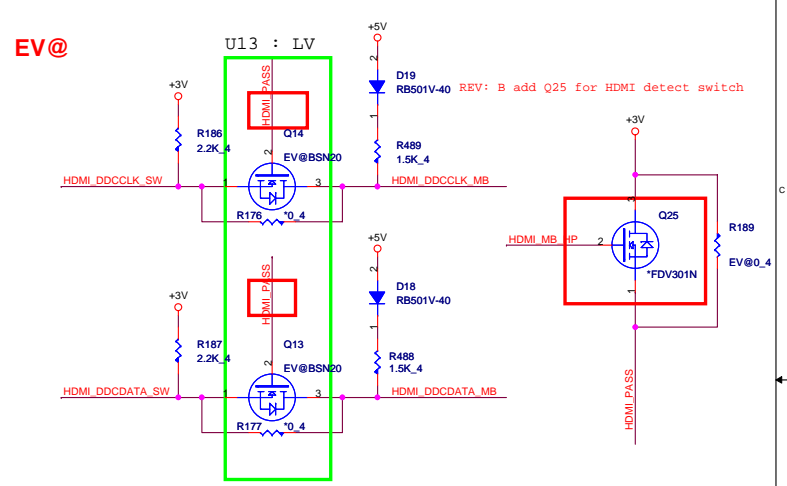 EV@
U13 : LV
+5V
HDMI_PASS
D19
RB501V-40
REV: B add Q25 for HDMI detect switch
+3V
2
1
R186
2.2K_4
Q14
EV@BSN20
2
R489
1.5K_4
HDMI_DDCCLK_SW
1
3
HDMI_DDCCLK_MB
R176
*0_4
+3V
3
Q25
R189
HDMI_MB_HP
2
EV@0_4
*FDV301N
1
HDMI_PASS
C
+5V
HDMI_PASS
2
D18
RB501V-40
+3V
1
R187
2.2K_4
Q13
EV@BSN20
2
R488
1.5K_4
HDMI_DDCDATA_SW
1
3
HDMI_DDCDATA_MB
R177
*0_4